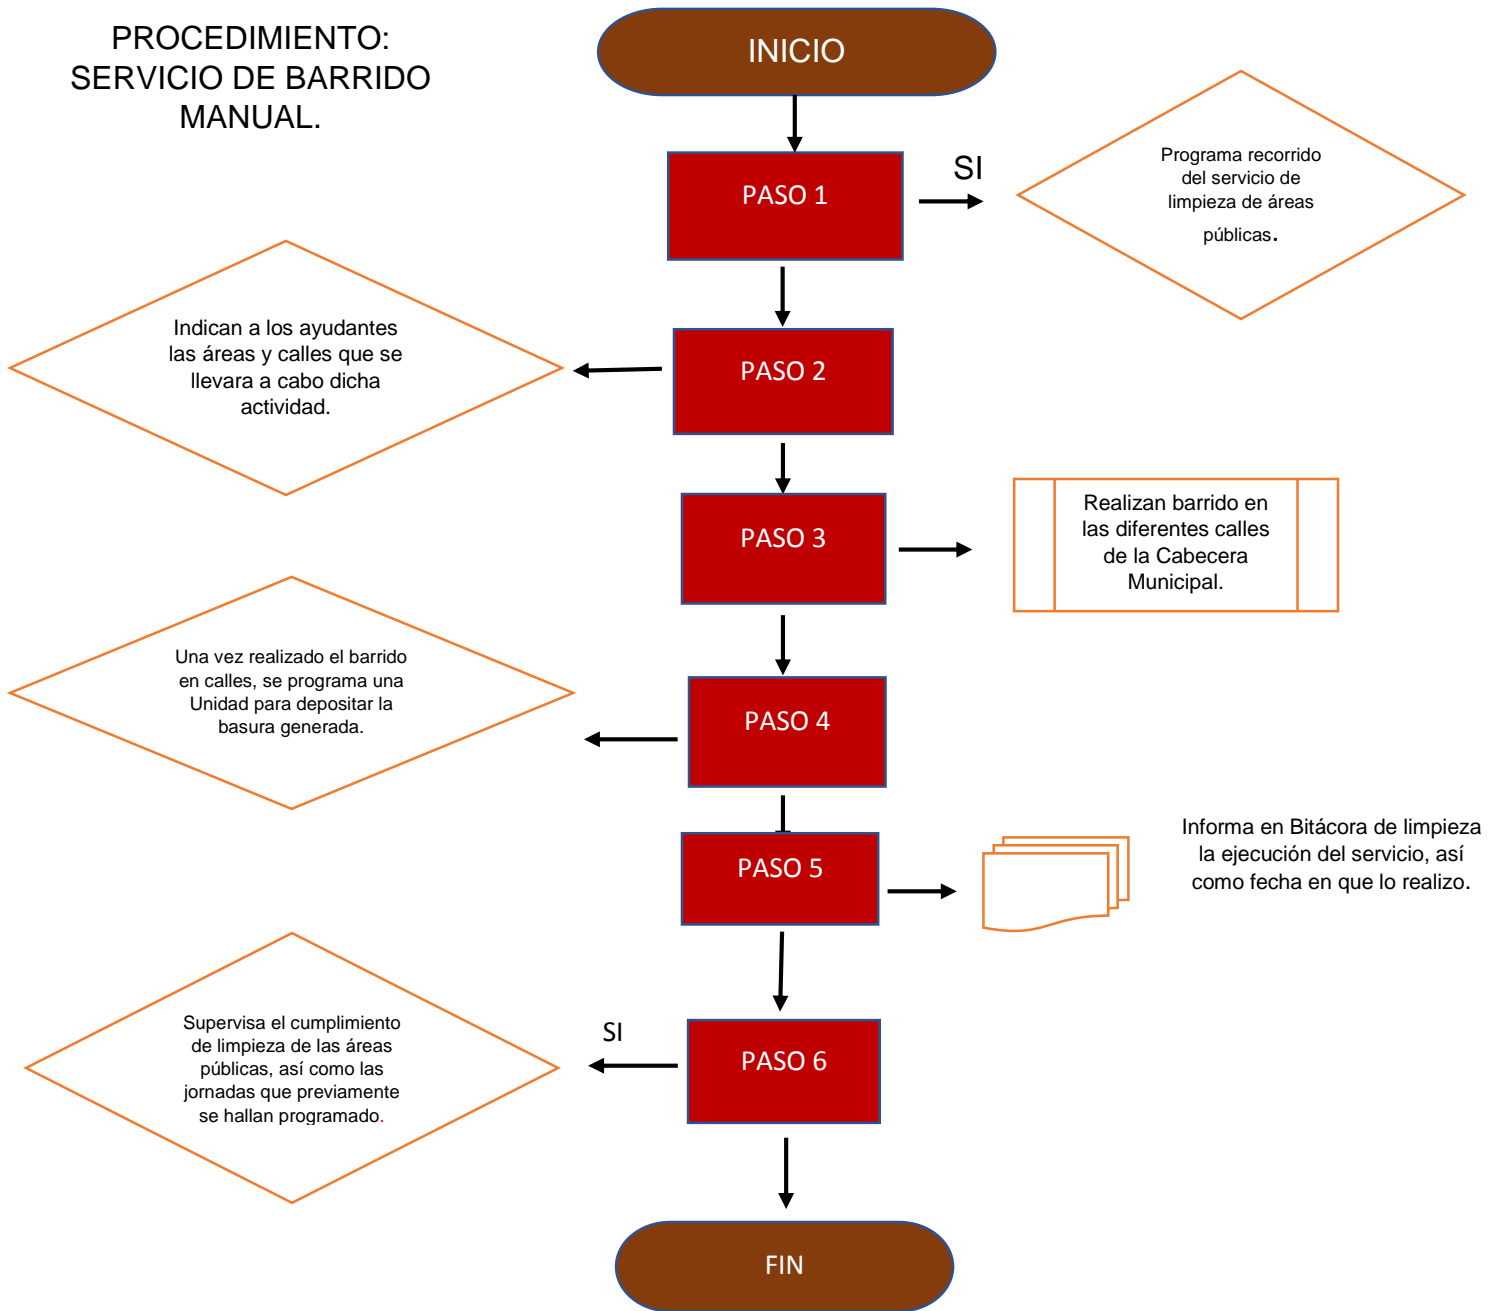 PROCEDIMIENTO:
SERVICIO DE BARRIDO
MANUAL.
INICIO
PASO 1
SI
Programa recorrido
del servicio de
limpieza de áreas
públicas.
PASO 2
Indican a los ayudantes
las áreas y calles que se
llevara a cabo dicha
actividad.
PASO 3
Realizan barrido en
las diferentes calles
de la Cabecera
Municipal.
PASO 4
Una vez realizado el barrido
en calles, se programa una
Unidad para depositar la
basura generada.
PASO 5
Informa en Bitácora de limpieza
la ejecución del servicio, así
como fecha en que lo realizo.
PASO 6
SI
Supervisa el cumplimiento
de limpieza de las áreas
públicas, así como las
jornadas que previamente
se hallan programado.
FIN